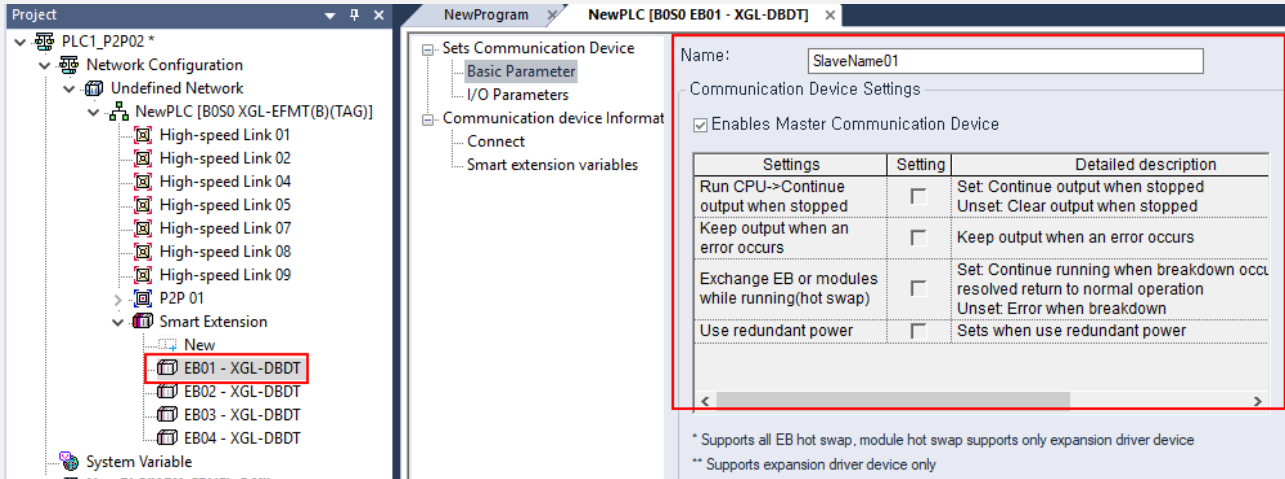 Project
PLC1_P2P02 *
Network Configuration
Undefined Network
NewPLC [B0S0 XGL-EFMT(B)(TAG)]
High-speed Link 01
High-speed Link 02
High-speed Link 04
High-speed Link 05
High-speed Link 07
High-speed Link 08
High-speed Link 09
P2P 01
Smart Extension
New
EB01 - XGL-DBDT
EB02 - XGL-DBDT
EB03 - XGL-DBDT
EB04 - XGL-DBDT
System Variable
NewProgram
NewPLC [B0S0 EB01 - XGL-DBDT]
Sets Communication Device
Basic Parameter
I/O Parameters
Communication device Informat
Connect
Smart extension variables
Name: SlaveName01
Communication Device Settings
Enables Master Communication Device
Settings Setting Detailed description
Run CPU->Continue
output when stopped
Set: Continue output when stopped
Unset: Clear output when stopped
Keep output when an
error occurs
Keep output when an error occurs
Exchange EB or modules
while running(hot swap)
Set: Continue running when breakdown occu
resolved return to normal operation
Unset: Error when breakdown
Use redundant power
Sets when use redundant power
* Supports all EB hot swap, module hot swap supports only expansion driver device
** Supports expansion driver device only